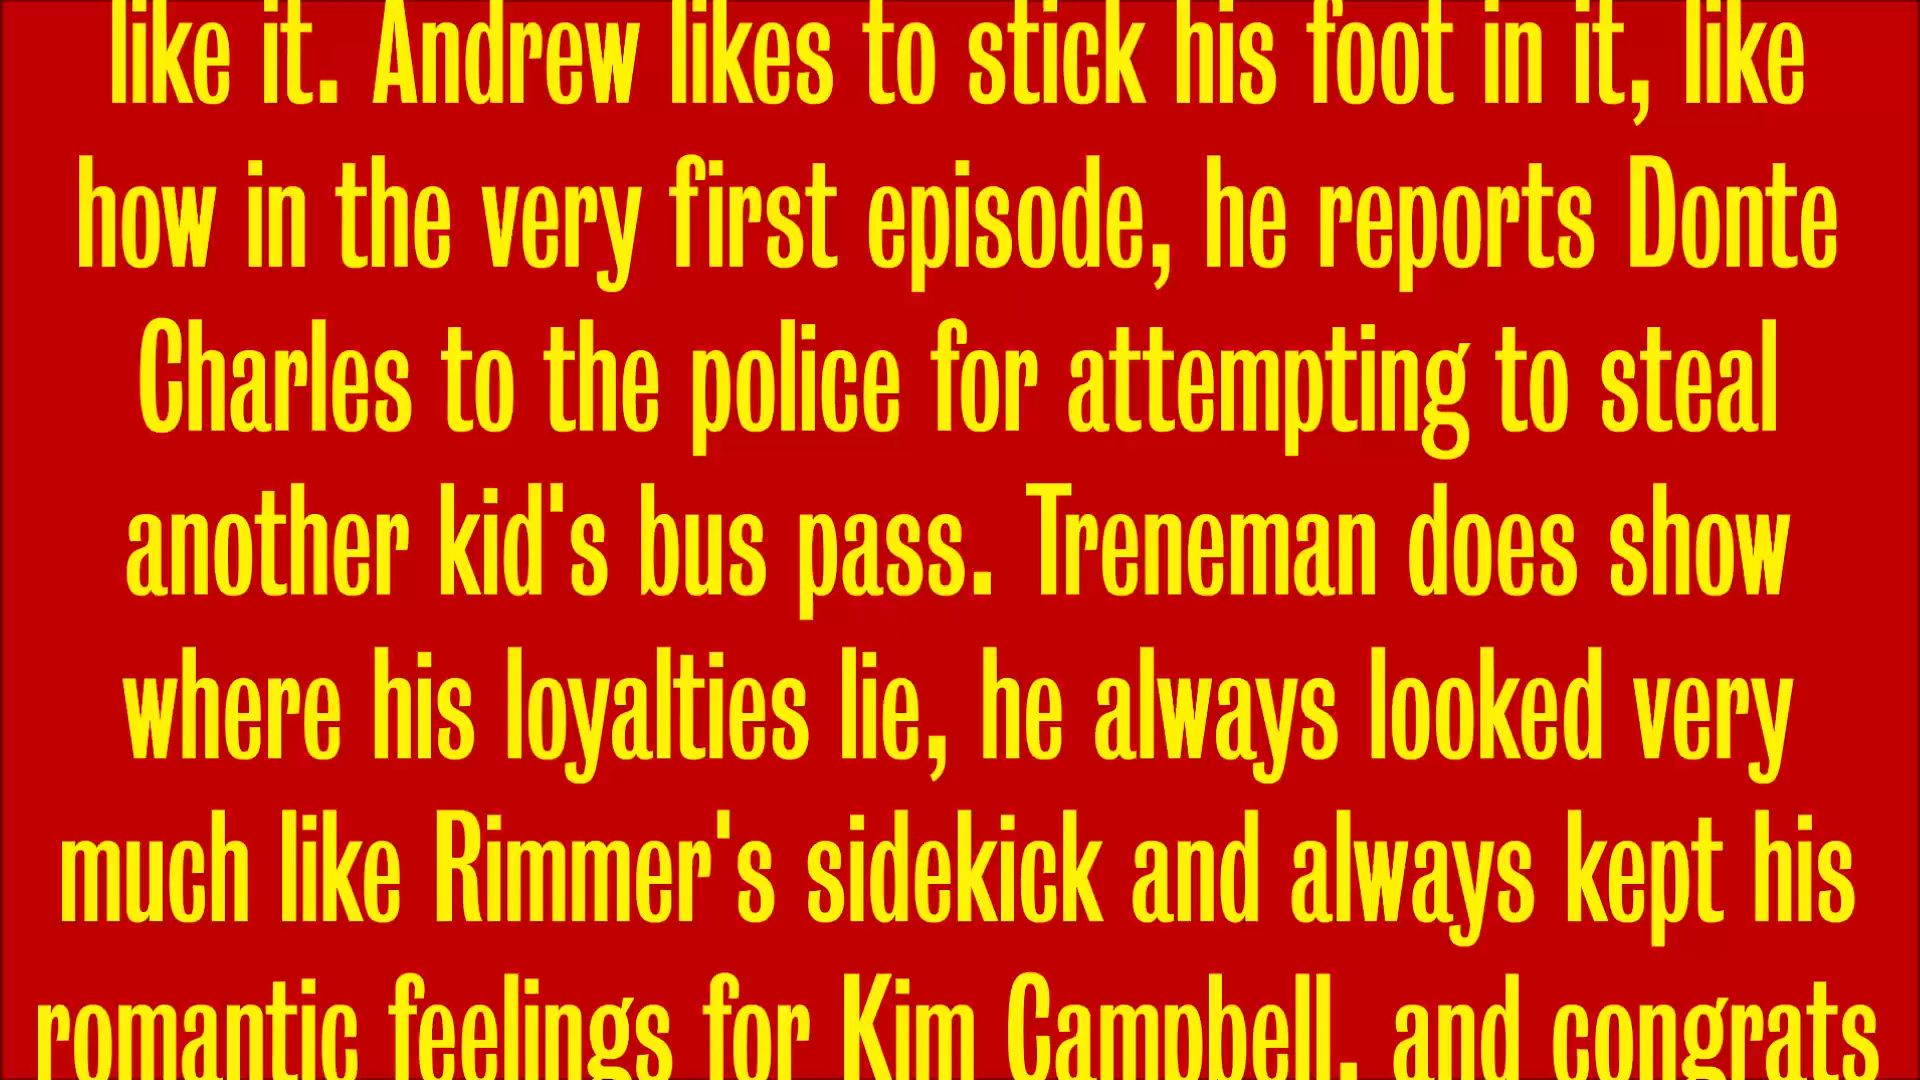 like it. Andrew likes to stick his foot in it, like
how in the very first episode, he reports Donte
Charles to the police for attempting to steal
another kid's bus pass. Treneman does show
where his loyalties lie, he always looked very
much like Rimmer's sidekick and always kept his
romantic feelings for Kim Campbell, and congrats